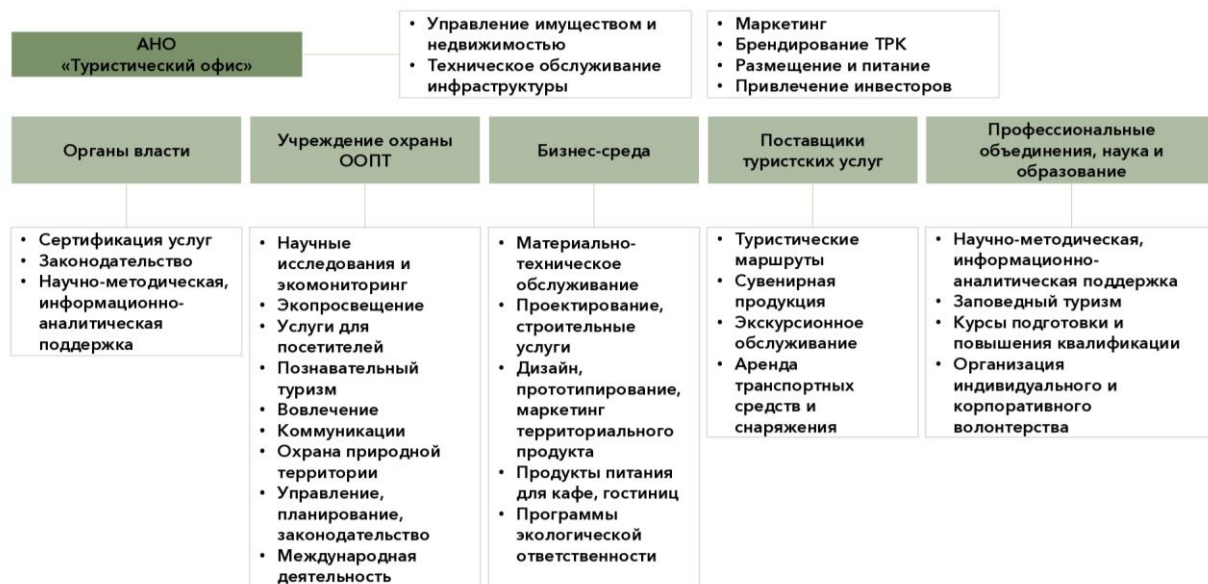 АНО
«Туристический офис»
• Управление имуществом и
недвижимостью
• Техническое обслуживание
инфраструктуры
• Маркетинг
• Брендирование ТРК
• Размещение и питание
• Привлечение инвесторов
Органы власти
• Сертификация услуг
• Законодательство
• Научно-методическая,
информационно-
аналитическая
поддержка
Учреждение охраны
ООПТ
• Научные
исследования и
экомониторинг
• Экопросвещение
• Услуги для
посетителей
• Познавательный
туризм
• Вовлечение
• Коммуникации
• Охрана природной
территории
• Управление,
планирование,
законодательство
• Международная
деятельность
Бизнес-среда
• Материально-
техническое
обслуживание
• Проектирование,
строительные
услуги
• Дизайн,
прототипирование,
маркетинг
территориального
продукта
• Продукты питания
для кафе, гостиниц
• Программы
экологической
ответственности
Поставщики
туристских услуг
• Туристические
маршруты
• Сувенирная
продукция
• Экскурсионное
обслуживание
• Аренда
транспортных
средств и
снаряжения
Профессиональные
объединения, наука и
образование
• Научно-методическая,
информационно-
аналитическая поддержка
• Заповедный туризм
• Курсы подготовки и
повышения квалификации
• Организация
индивидуального и
корпоративного
волонтерства